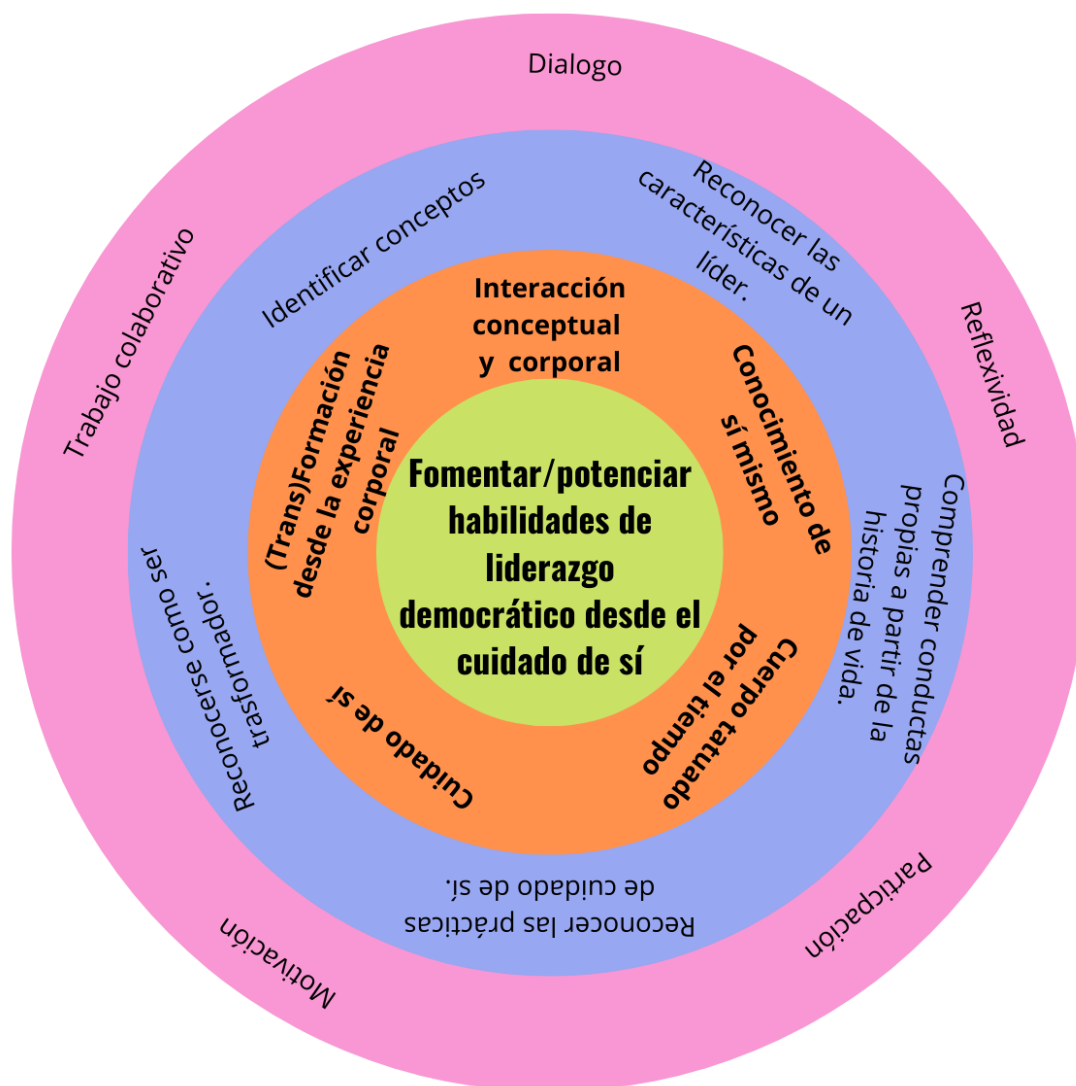 Dialogo
Reflexividad
Particpación
Motivación
Trabajo colaborativo
Identificar conceptos
Reconocer las
características de un
líder.
Comprender conductas
propias a partir de la
historia de vida.
Reconocer las prácticas
de cuidado de sí.
Reconocerse como ser
trasformador.
Interacción
conceptual
y corporal
Conocimiento de
sí mismo
Cuerpo tatuado
por el tiempo
Cuidado de sí
(Trans)Formación
desde la experiencia
corporal
Fomentar/potenciar
habilidades de
liderazgo
democrático desde el
cuidado de sí